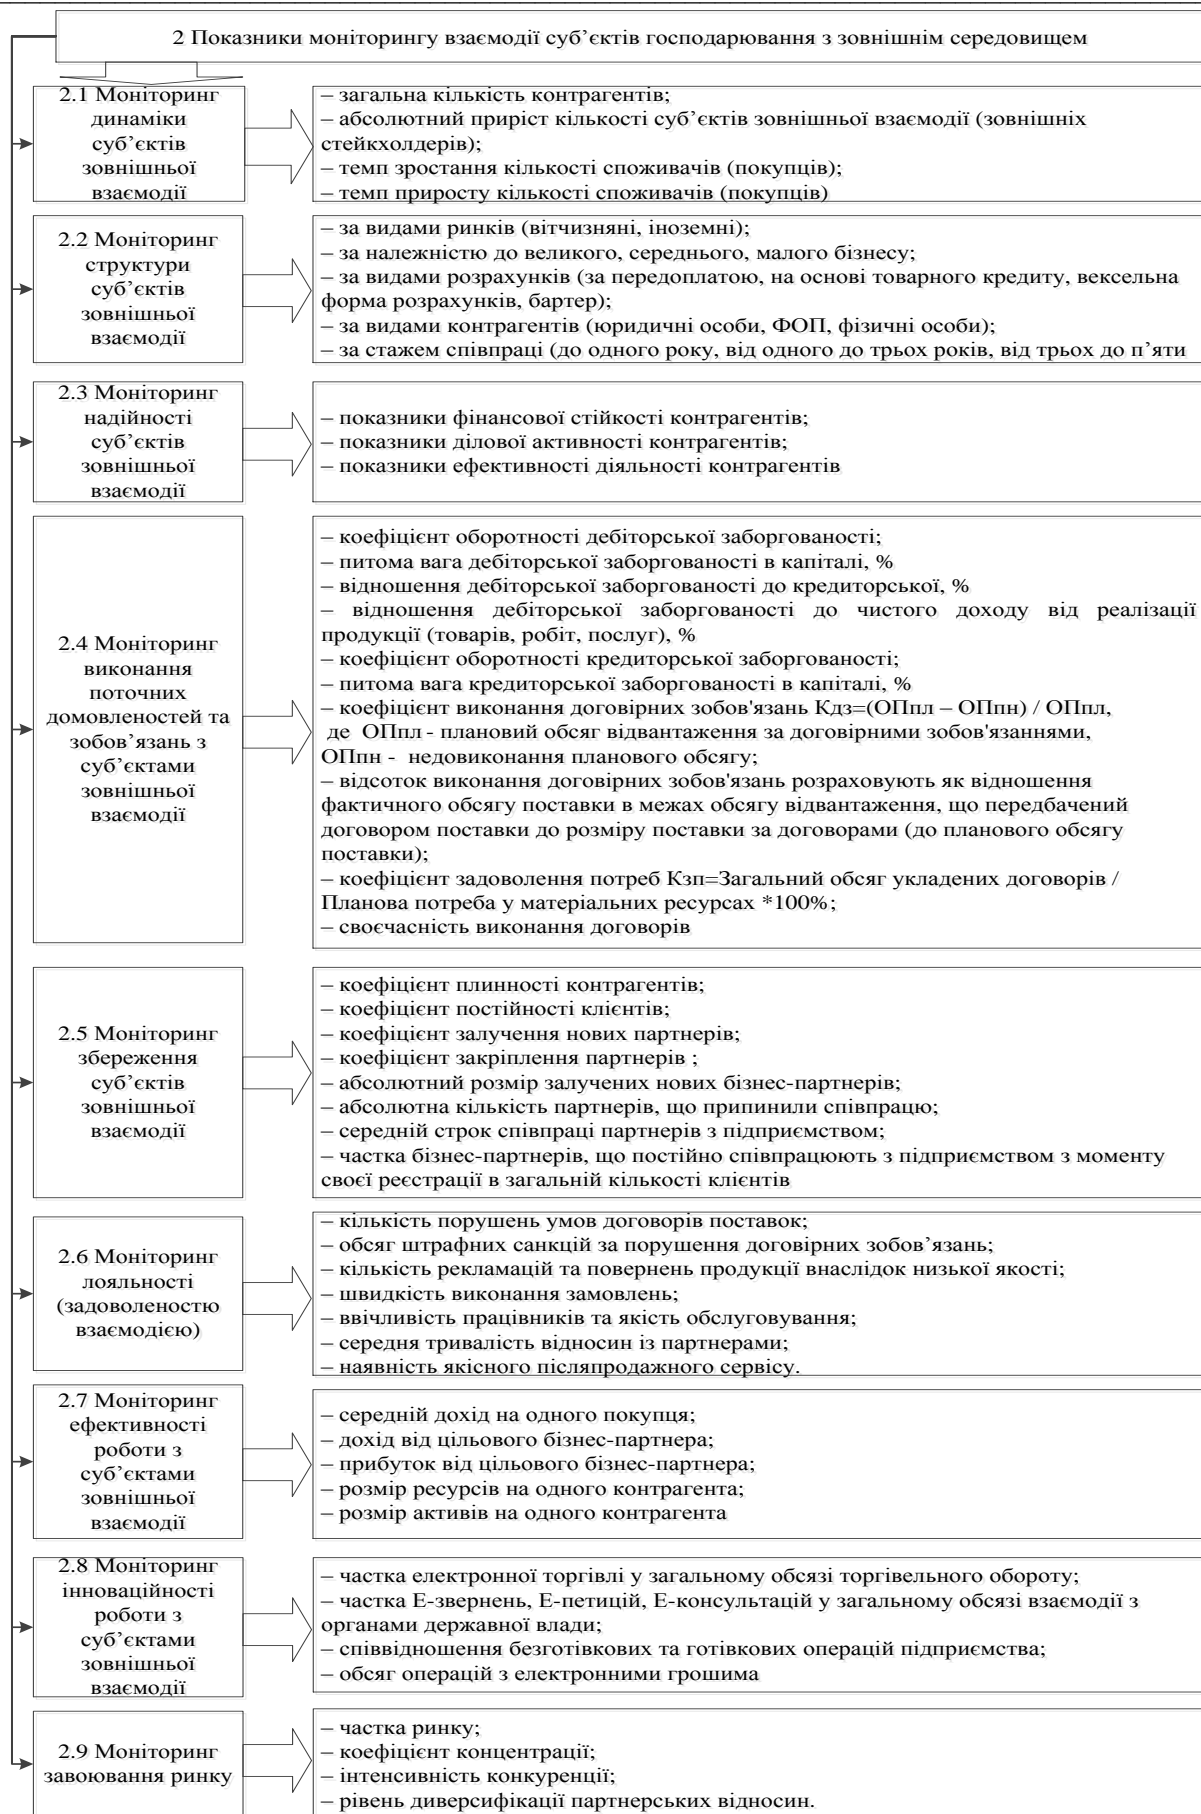 2 Показники моніторингу взаємодії суб’єктів господарювання з зовнішнім середовищем
2.1 Моніторинг
динаміки
суб’єктів
зовнішньої
взаємодії
– загальна кількість контрагентів;
– абсолютний приріст кількості суб’єктів зовнішньої взаємодії (зовнішніх
стейкхолдерів);
– темп зростання кількості споживачів (покупців);
– темп приросту кількості споживачів (покупців)
2.2 Моніторинг
структури
суб’єктів
зовнішньої
взаємодії
– за видами ринків (вітчизняні, іноземні);
– за належністю до великого, середнього, малого бізнесу;
– за видами розрахунків (за передоплатою, на основі товарного кредиту, вексельна
форма розрахунків, бартер);
– за видами контрагентів (юридичні особи, ФОП, фізичні особи);
– за стажем співпраці (до одного року, від одного до трьох років, від трьох до п’яти
2.3 Моніторинг
надійності
суб’єктів
зовнішньої
взаємодії
– показники фінансової стійкості контрагентів;
– показники ділової активності контрагентів;
– показники ефективності діяльності контрагентів
2.4 Моніторинг
виконання
поточних
домовленостей та
зобов’язань з
суб’єктами
зовнішньої
взаємодії
– коефіцієнт оборотності дебіторської заборгованості;
– питома вага дебіторської заборгованості в капіталі, %
– відношення дебіторської заборгованості до кредиторської, %
– відношення дебіторської заборгованості до чистого доходу від реалізації
продукції (товарів, робіт, послуг), %
– коефіцієнт оборотності кредиторської заборгованості;
– питома вага кредиторської заборгованості в капіталі, %
– коефіцієнт виконання договірних зобов'язань Кдз=(ОПпл – ОПпн) / ОПпл,
де ОПпл - плановий обсяг відвантаження за договірними зобов'язаннями,
ОПпн - недовиконання планового обсягу;
– відсоток виконання договірних зобов'язань розраховують як відношення
фактичного обсягу поставки в межах обсягу відвантаження, що передбачений
договором поставки до розміру поставки за договорами (до планового обсягу
поставки);
– коефіцієнт задоволення потреб Кзп=Загальний обсяг укладених договорів /
Планова потреба у матеріальних ресурсах *100%;
– своєчасність виконання договорів
2.5 Моніторинг
збереження
суб’єктів
зовнішньої
взаємодії
– коефіцієнт плинності контрагентів;
– коефіцієнт постійності клієнтів;
– коефіцієнт залучення нових партнерів;
– коефіцієнт закріплення партнерів ;
– абсолютний розмір залучених нових бізнес-партнерів;
– абсолютна кількість партнерів, що припинили співпрацю;
– середній строк співпраці партнерів з підприємством;
– частка бізнес-партнерів, що постійно співпрацюють з підприємством з моменту
своєї реєстрації в загальній кількості клієнтів
2.6 Моніторинг
лояльності
(задоволеностю
взаємодією)
– кількість порушень умов договорів поставок;
– обсяг штрафних санкцій за порушення договірних зобов’язань;
– кількість рекламацій та повернень продукції внаслідок низької якості;
– швидкість виконання замовлень;
– ввічливість працівників та якість обслуговування;
– середня тривалість відносин із партнерами;
– наявність якісного післяпродажного сервісу.
2.7 Моніторинг
ефективності
роботи з
суб’єктами
зовнішньої
взаємодії
– середній дохід на одного покупця;
– дохід від цільового бізнес-партнера;
– прибуток від цільового бізнес-партнера;
– розмір ресурсів на одного контрагента;
– розмір активів на одного контрагента
2.8 Моніторинг
інноваційності
роботи з
суб’єктами
зовнішньої
взаємодії
– частка електронної торгівлі у загальному обсязі торгівельного обороту;
– частка Е-звернень, Е-петицій, Е-консультацій у загальному обсязі взаємодії з
органами державної влади;
– співвідношення безготівкових та готівкових операцій підприємства;
– обсяг операцій з електронними грошима
2.9 Моніторинг
завоювання ринку
– частка ринку;
– коефіцієнт концентрації;
– інтенсивність конкуренції;
– рівень диверсифікації партнерських відносин.